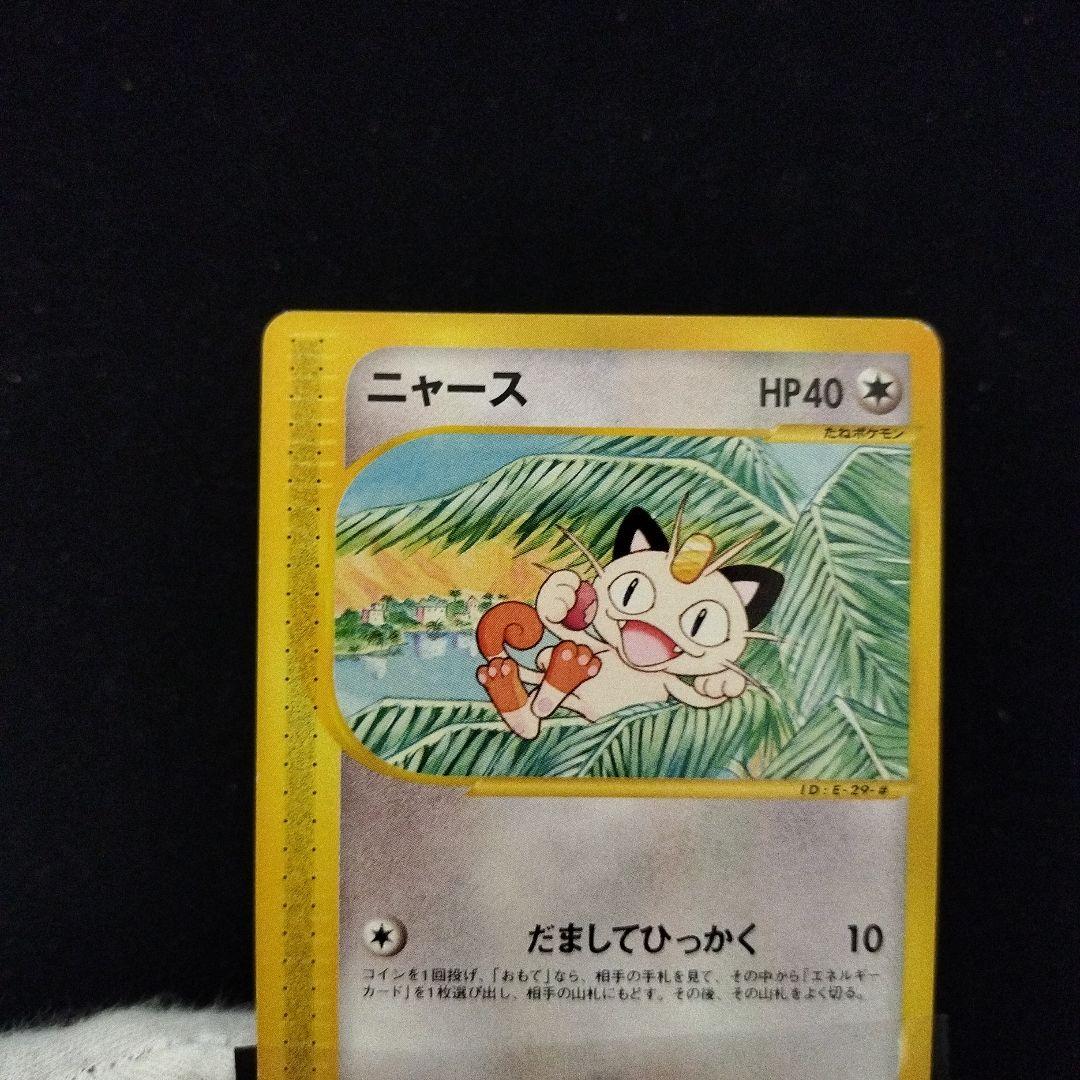 ニャース HP40
たねポケモン
ID:E-29-#
だましてひっかく 10
コインを1回投げ、「おもて」なら、相手の手札を見て、その中から『エネルギー
カード』を1枚選び出し、相手の山札にもどす。その後、その山札をよく切る。